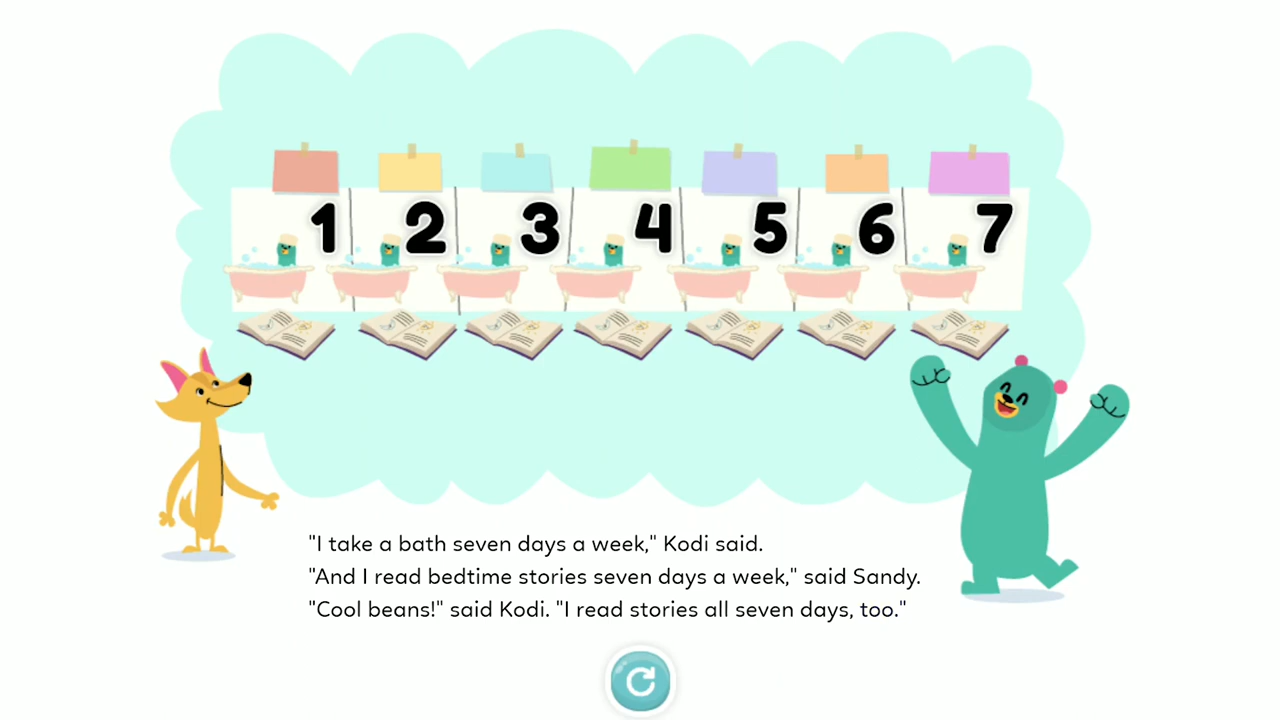 1 2 3 4 5 6 7
"I take a bath seven days a week," Kodi said.
"And I read bedtime stories seven days a week," said Sandy.
"Cool beans!" said Kodi. "I read stories all seven days, too."